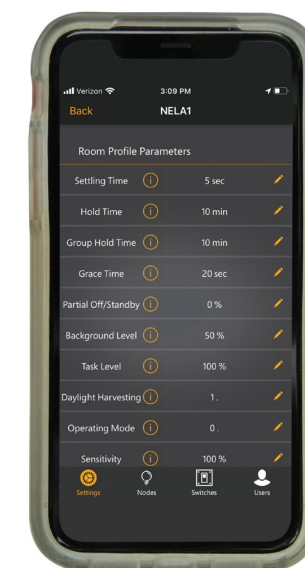 Verizon 3:09 PM
Back NELA1
Room Profile Parameters
Settling Time i 5 sec
Hold Time i 10 min
Group Hold Time i 10 min
Grace Time i 20 sec
Partial Off/Standby i 0 %
Background Level i 50 %
Task Level i 100 %
Daylight Harvesting i 1 .
Operating Mode i 0 .
Sensitivity i 100 %
Settings Nodes Switches Users